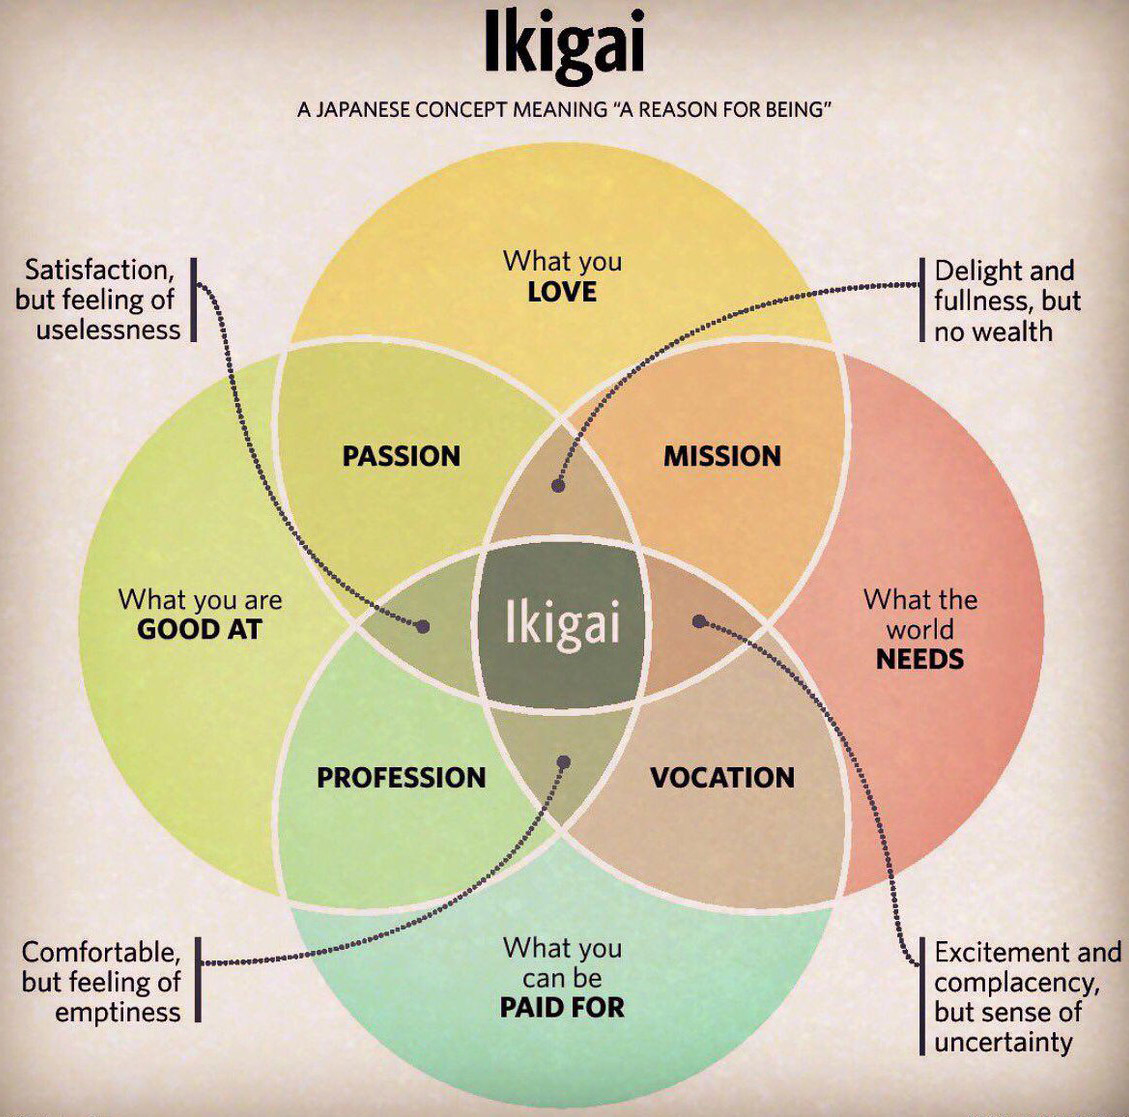 Ikigai
A JAPANESE CONCEPT MEANING “A REASON FOR BEING”
Satisfaction,
but feeling of
uselessness
What you
LOVE
Delight and
fullness, but
no wealth
PASSION
MISSION
What you are
GOOD AT
Ikigai
What the
world
NEEDS
PROFESSION
VOCATION
Comfortable,
but feeling of
emptiness
What you
can be
PAID FOR
Excitement and
complacency,
but sense of
uncertainty